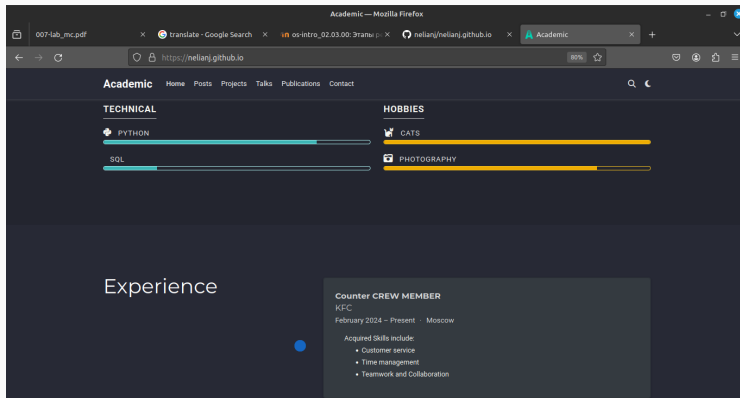 Academic — Mozilla Firefox
007-lab_mc.pdf
translate - Google Search
os-intro_02.03.00: Этапы
nelianj/nelianj.github.io
Academic
https://nelianj.github.io
80%
Academic Home Posts Projects Talks Publications Contact
TECHNICAL
PYTHON
SQL
HOBBIES
CATS
PHOTOGRAPHY
Experience
Counter CREW MEMBER
KFC
February 2024 – Present · Moscow
Acquired Skills include:
• Customer service
• Time management
• Teamwork and Collaboration